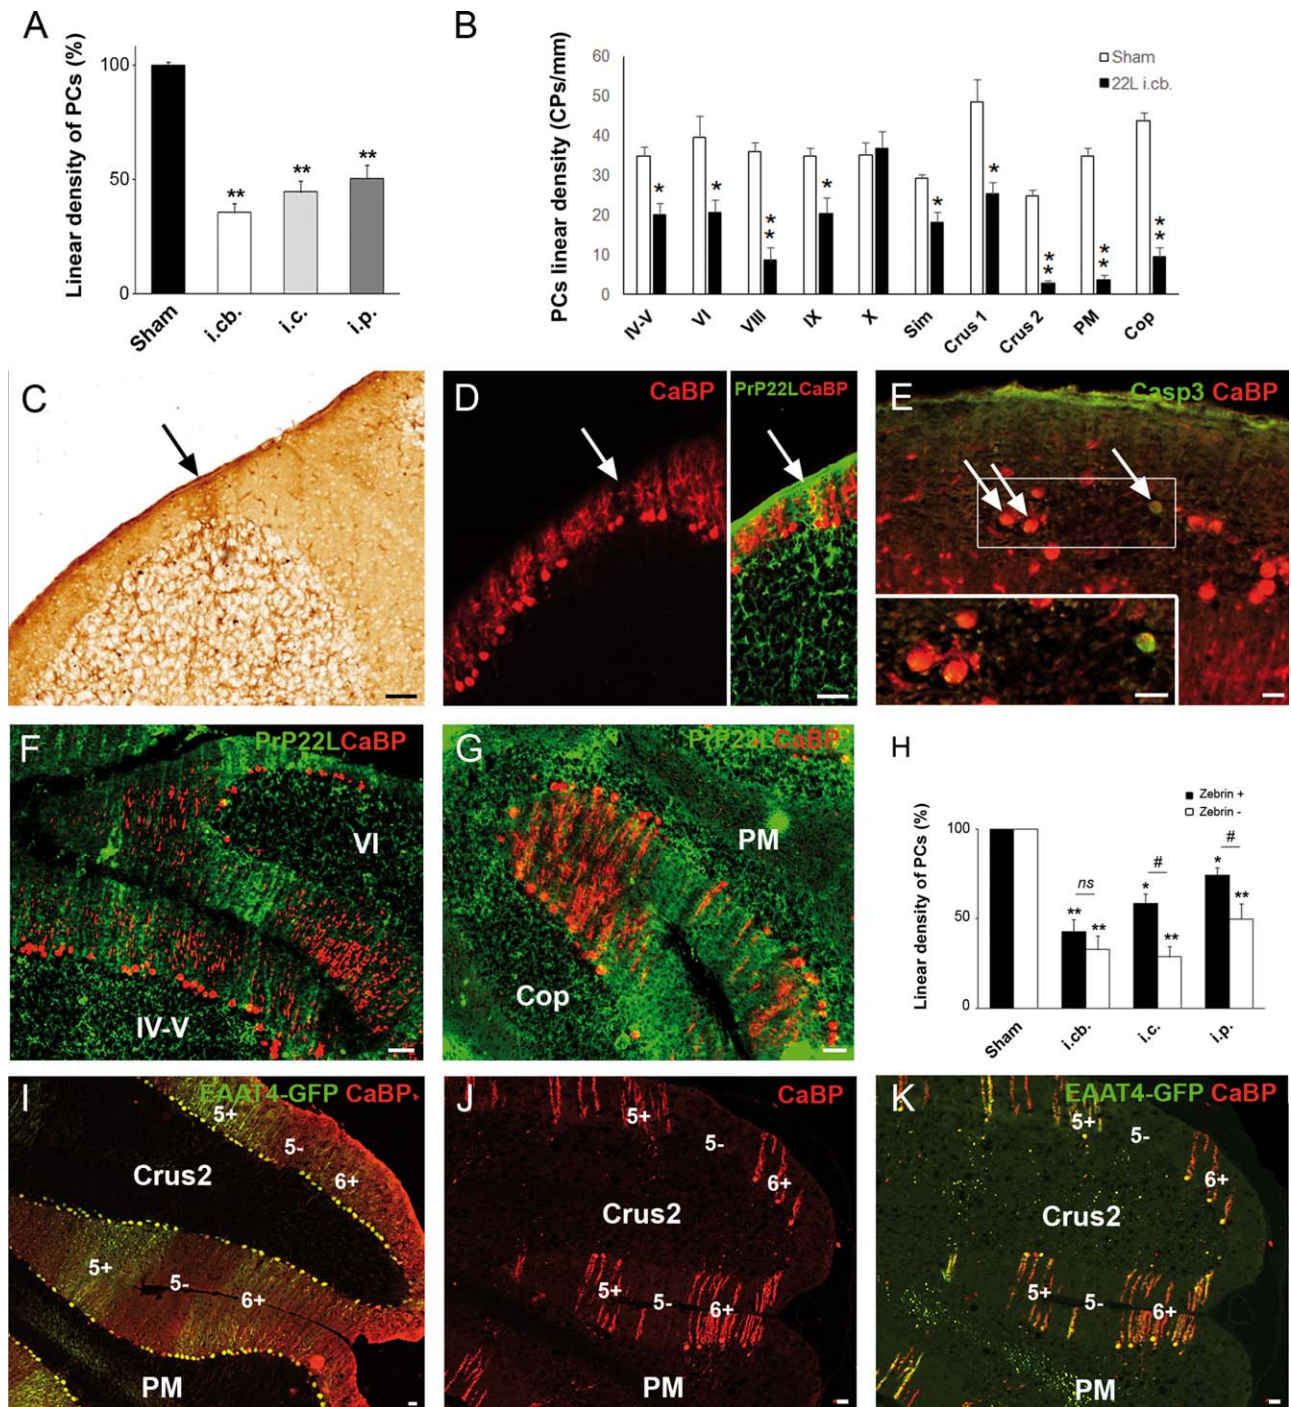 A
Linear density of PCs (%)
100
50
0
**
**
**
Sham
i.cb.
i.c.
i.p.
B
PCs linear density (CPs/mm)
60
50
40
30
20
10
0
Sham
22L i.cb.
*
*
**
*
*
*
**
**
**
IV-V
VI
VIII
IX
X
Sim
Crus 1
Crus 2
PM
Cop
C
D
CaBP
PrP22LCaBP
E
Casp3 CaBP
F
PrP22LCaBP
VI
IV-V
G
PrP22LCaBP
PM
Cop
H
Zebrin +
Zebrin -
Linear density of PCs (%)
100
50
0
ns
#
#
**
**
*
**
*
**
Sham
i.cb.
i.c.
i.p.
I
EAAT4-GFP CaBP
5+
5-
6+
Crus2
5+
5-
6+
PM
J
CaBP
5+
5-
6+
Crus2
5+
5-
6+
PM
K
EAAT4-GFP CaBP
5+
5-
6+
Crus2
5+
5-
6+
PM